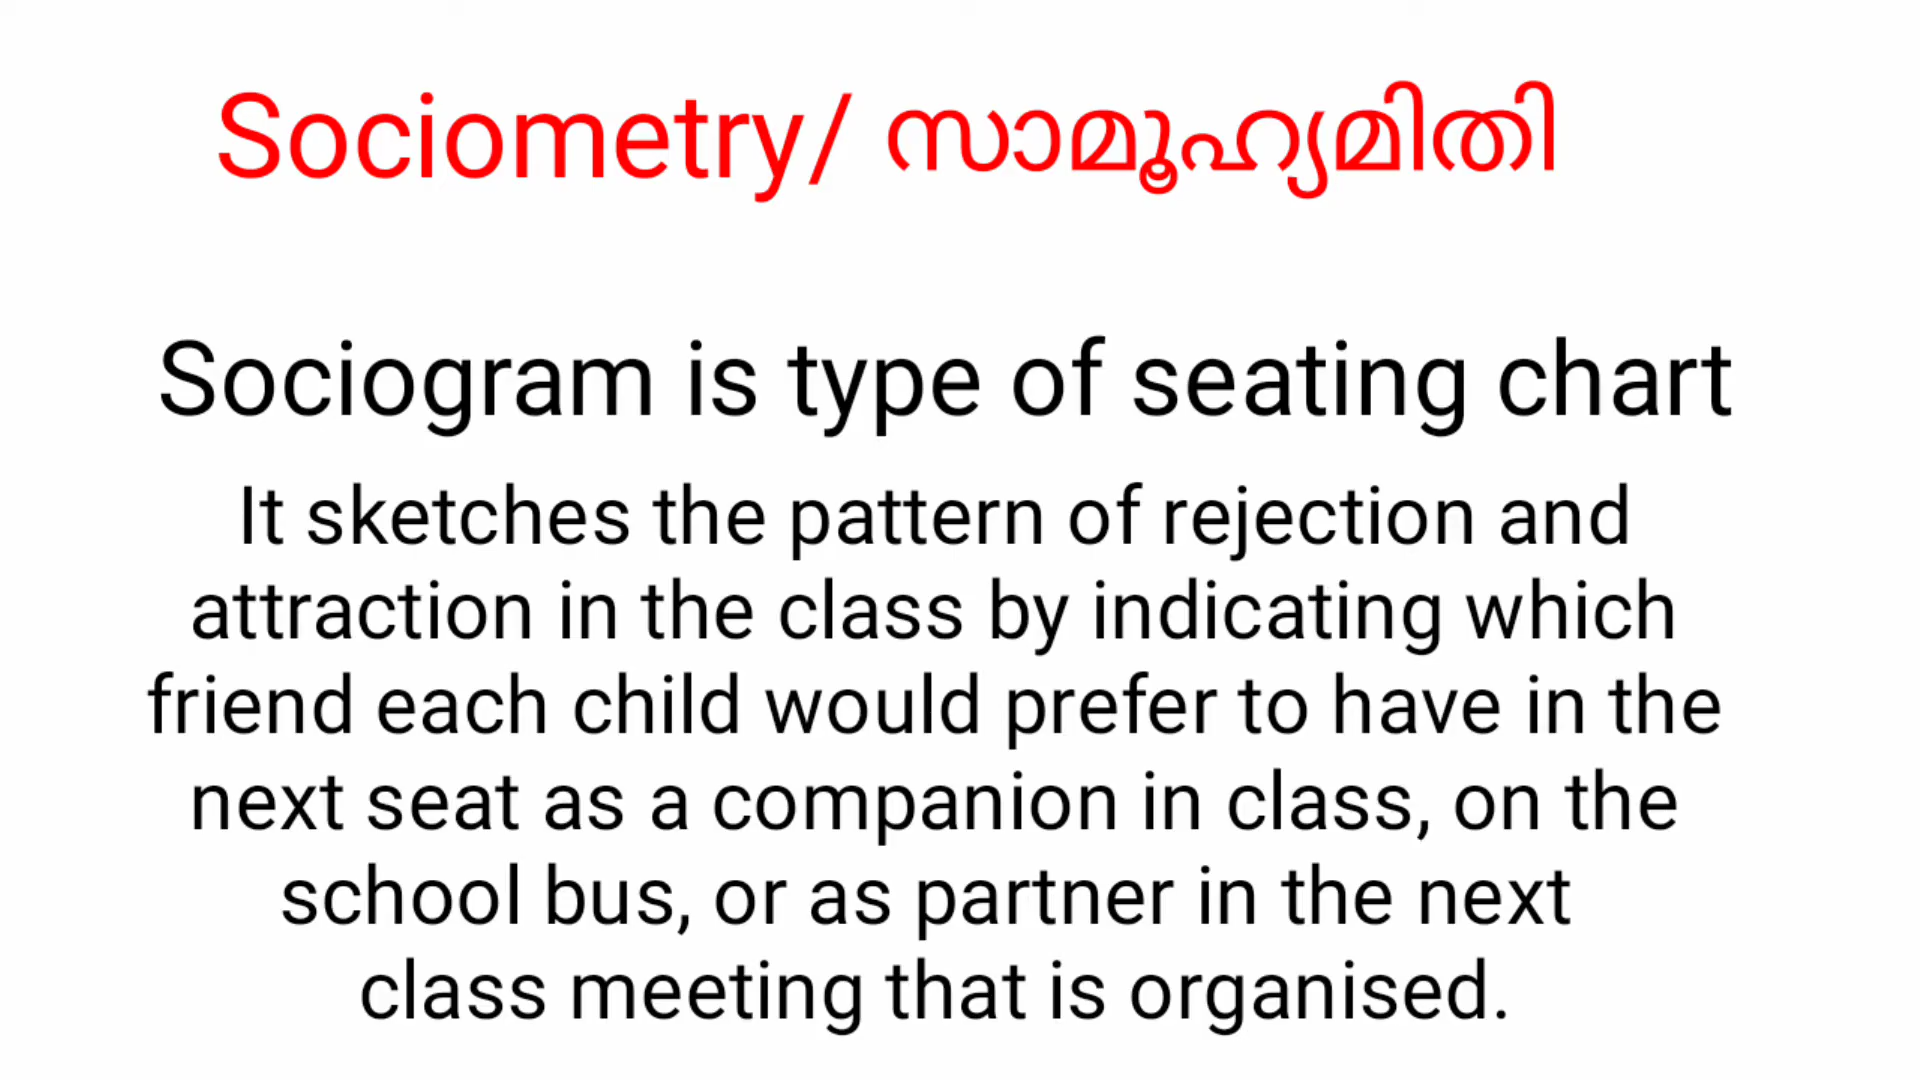 Sociometry/ സാമൂഹ്യമിതി
Sociogram is type of seating chart
It sketches the pattern of rejection and
attraction in the class by indicating which
friend each child would prefer to have in the
next seat as a companion in class, on the
school bus, or as partner in the next
class meeting that is organised.